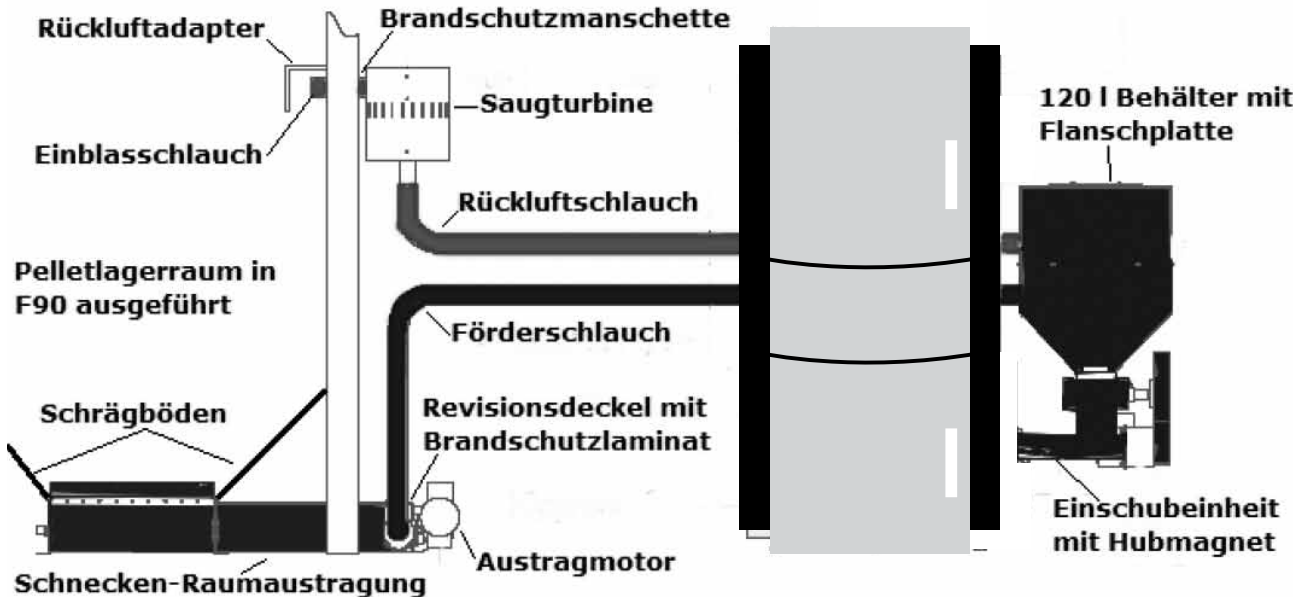 Rückluftadapter
Brandschutzmanschette
Saugturbine
Einblasschlauch
120 l Behälter mit
Flanschplatte
Rückluftschlauch
Pelletlagerraum in
F90 ausgeführt
Förderschlauch
Schrägböden
Revisionsdeckel mit
Brandschutzlaminat
Einschubeinheit
mit Hubmagnet
Austragmotor
Schnecken-Raumaustragung